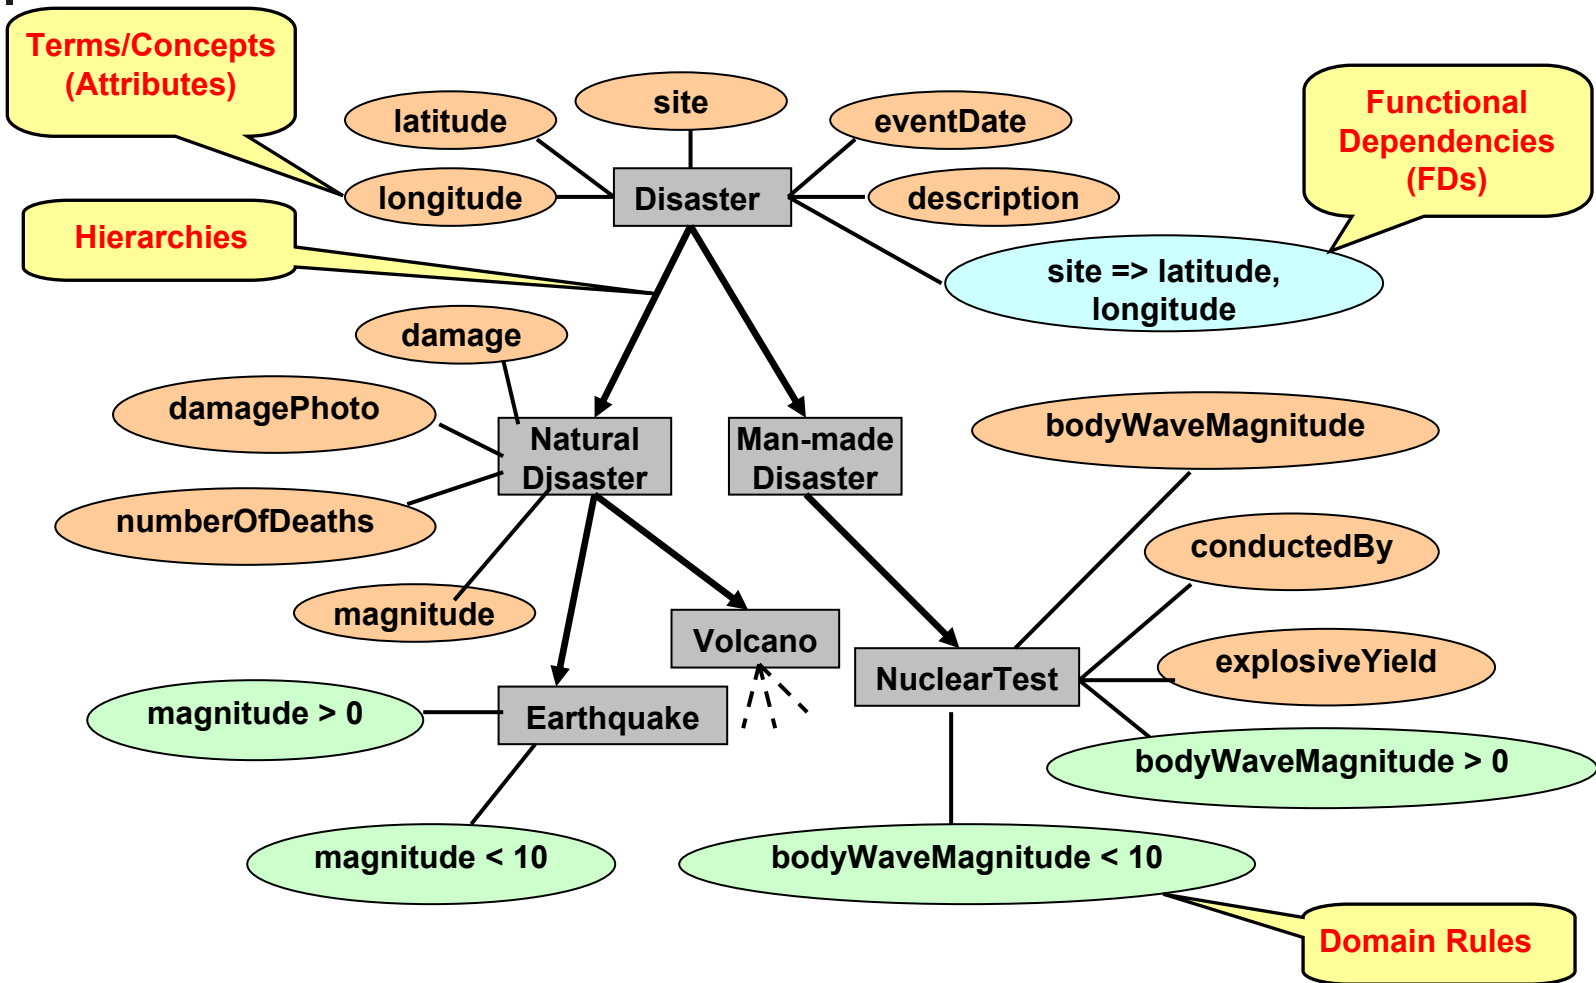 Terms/Concepts
(Attributes)
site
latitude
eventDate
Functional
Dependencies
(FDs)
longitude
Disaster
description
Hierarchies
site => latitude,
longitude
damage
damagePhoto
Natural
Disaster
Man-made
Disaster
bodyWaveMagnitude
numberOfDeaths
conductedBy
magnitude
Volcano
explosiveYield
NuclearTest
magnitude > 0
Earthquake
bodyWaveMagnitude > 0
magnitude < 10
bodyWaveMagnitude < 10
Domain Rules